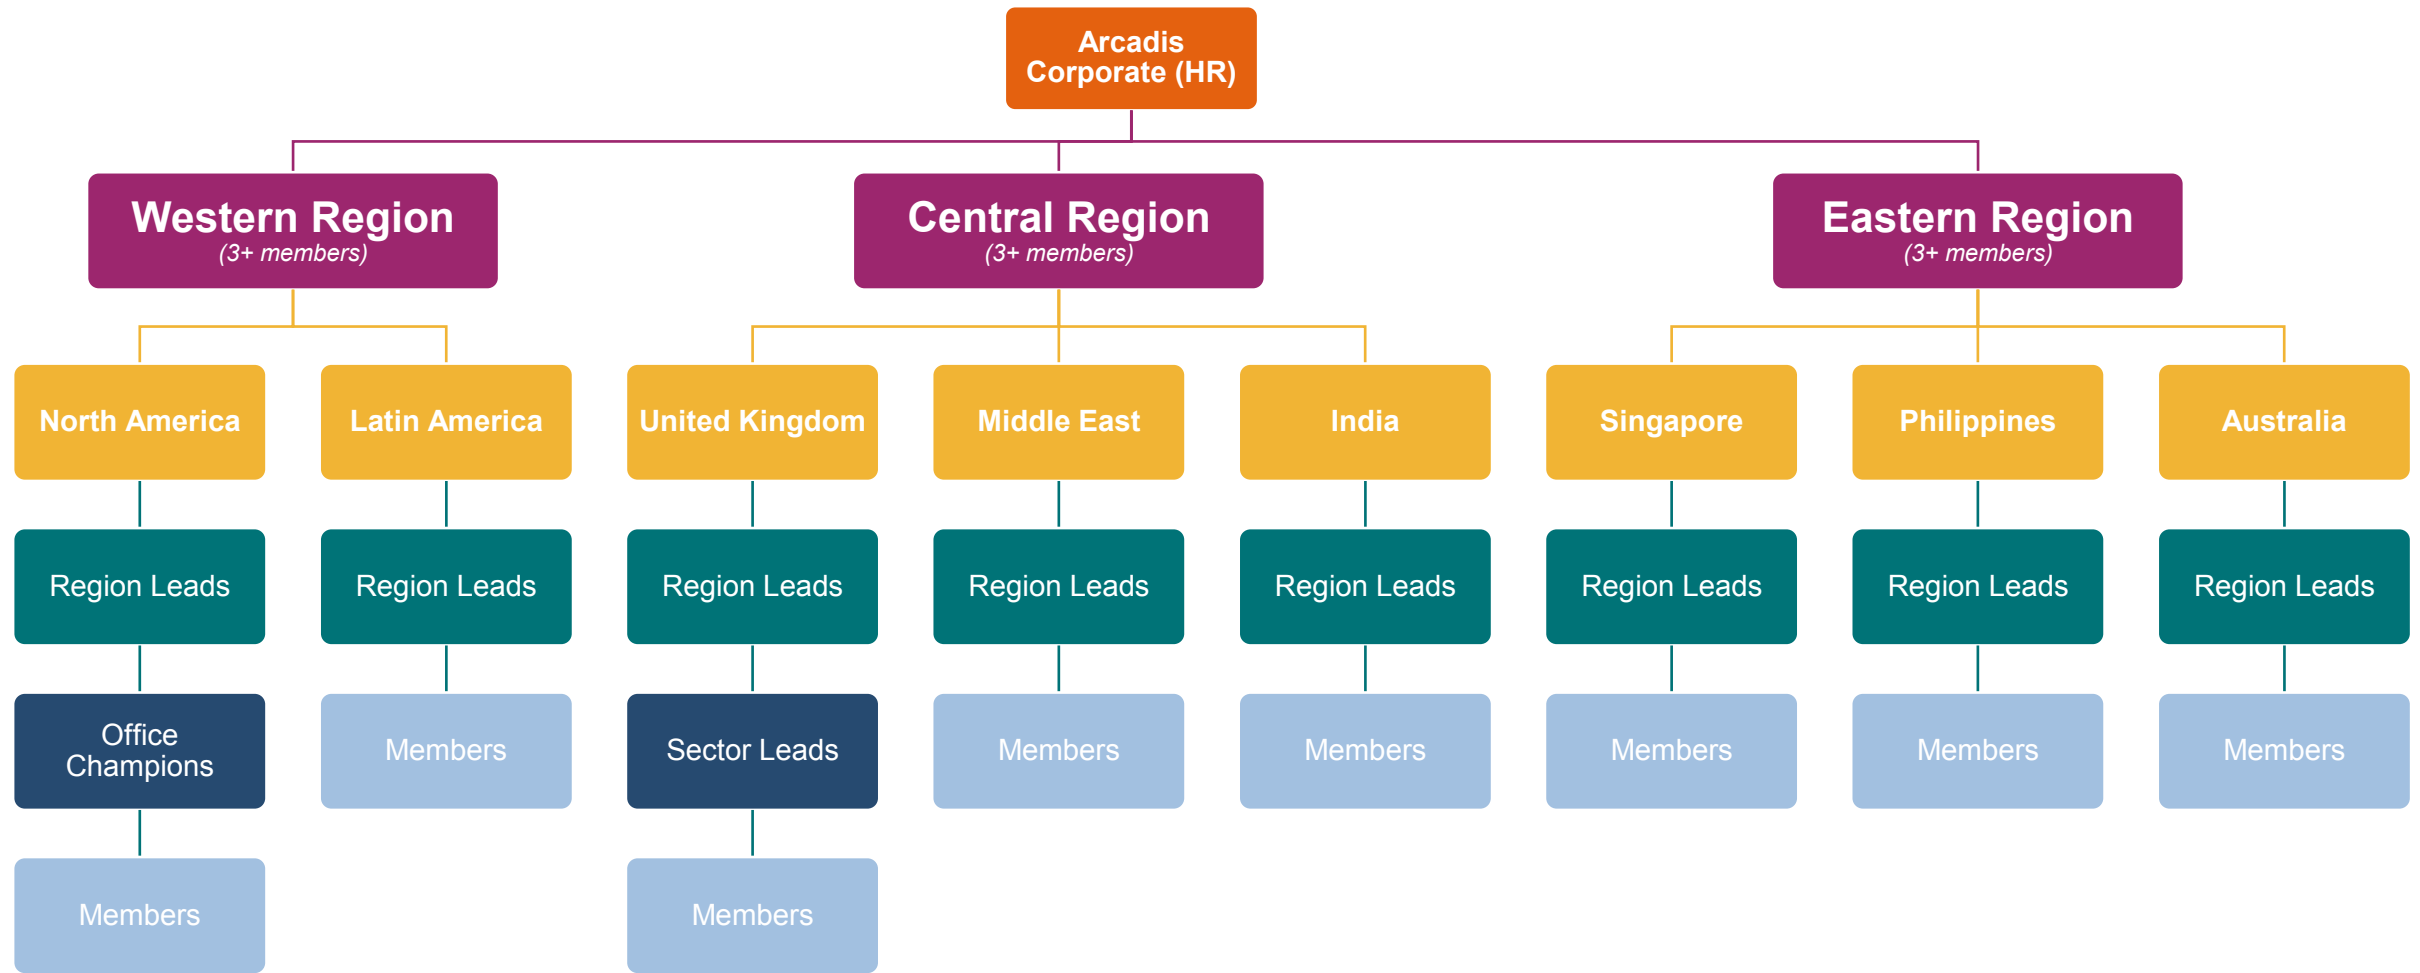 Arcadis
Corporate (HR)
Western Region
(3+ members)
Central Region
(3+ members)
Eastern Region
(3+ members)
North America
Latin America
United Kingdom
Middle East
India
Singapore
Philippines
Australia
Region Leads
Region Leads
Region Leads
Region Leads
Region Leads
Region Leads
Region Leads
Region Leads
Office
Champions
Members
Sector Leads
Members
Members
Members
Members
Members
Members
Members